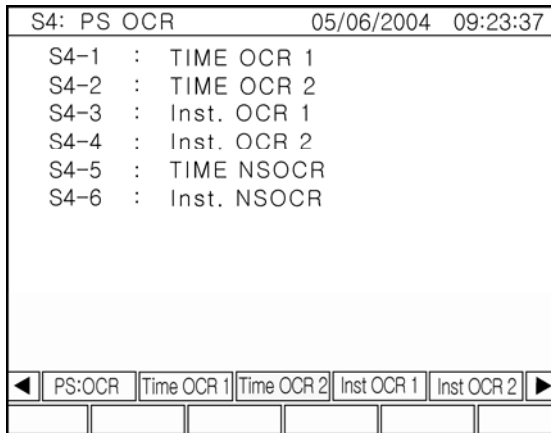 S4: PS OCR 05/06/2004 09:23:37
S4-1 : TIME OCR 1
S4-2 : TIME OCR 2
S4-3 : Inst. OCR 1
S4-4 : Inst. OCR 2
S4-5 : TIME NSOCR
S4-6 : Inst. NSOCR
◀ PS:OCR Time OCR 1 Time OCR 2 Inst OCR 1 Inst OCR 2 ▶